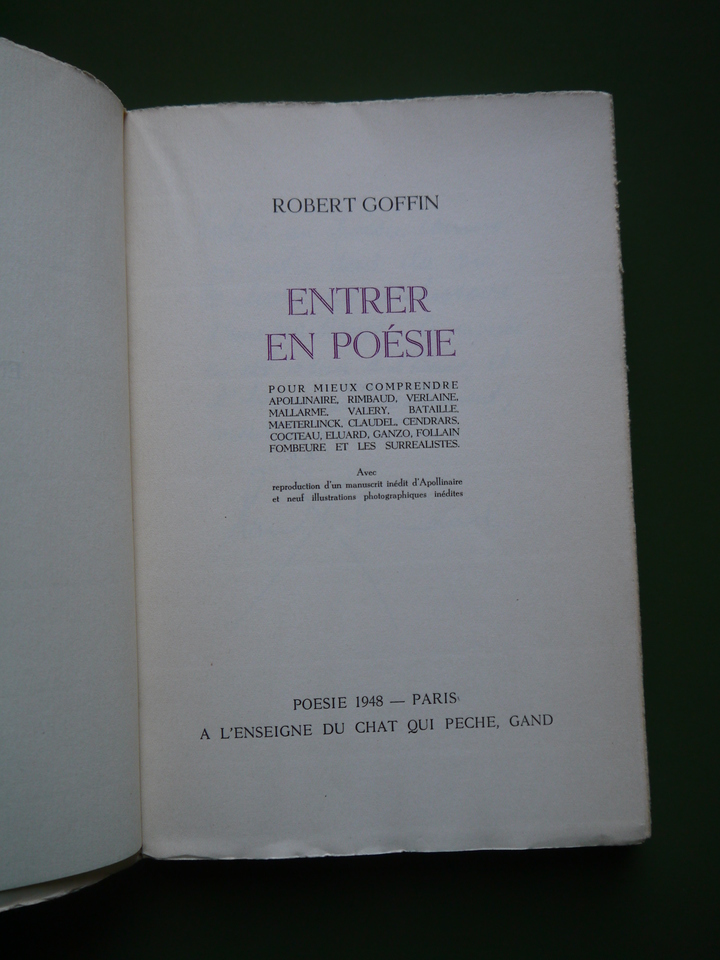 ROBERT GOFFIN
ENTRER
EN POÉSIE
POUR MIEUX COMPRENDRE
APOLLINAIRE, RIMBAUD, VERLAINE,
MALLARME, VALERY, BATAILLE,
MAETERLINCK, CLAUDEL, CENDRARS,
COCTEAU, ELUARD, GANZO, FOLLAIN
FOMBEURE ET LES SURREALISTES.
Avec
reproduction d'un manuscrit inédit d'Apollinaire
et neuf illustrations photographiques inédites
POESIE 1948 — PARIS
A L'ENSEIGNE DU CHAT QUI PECHE, GAND